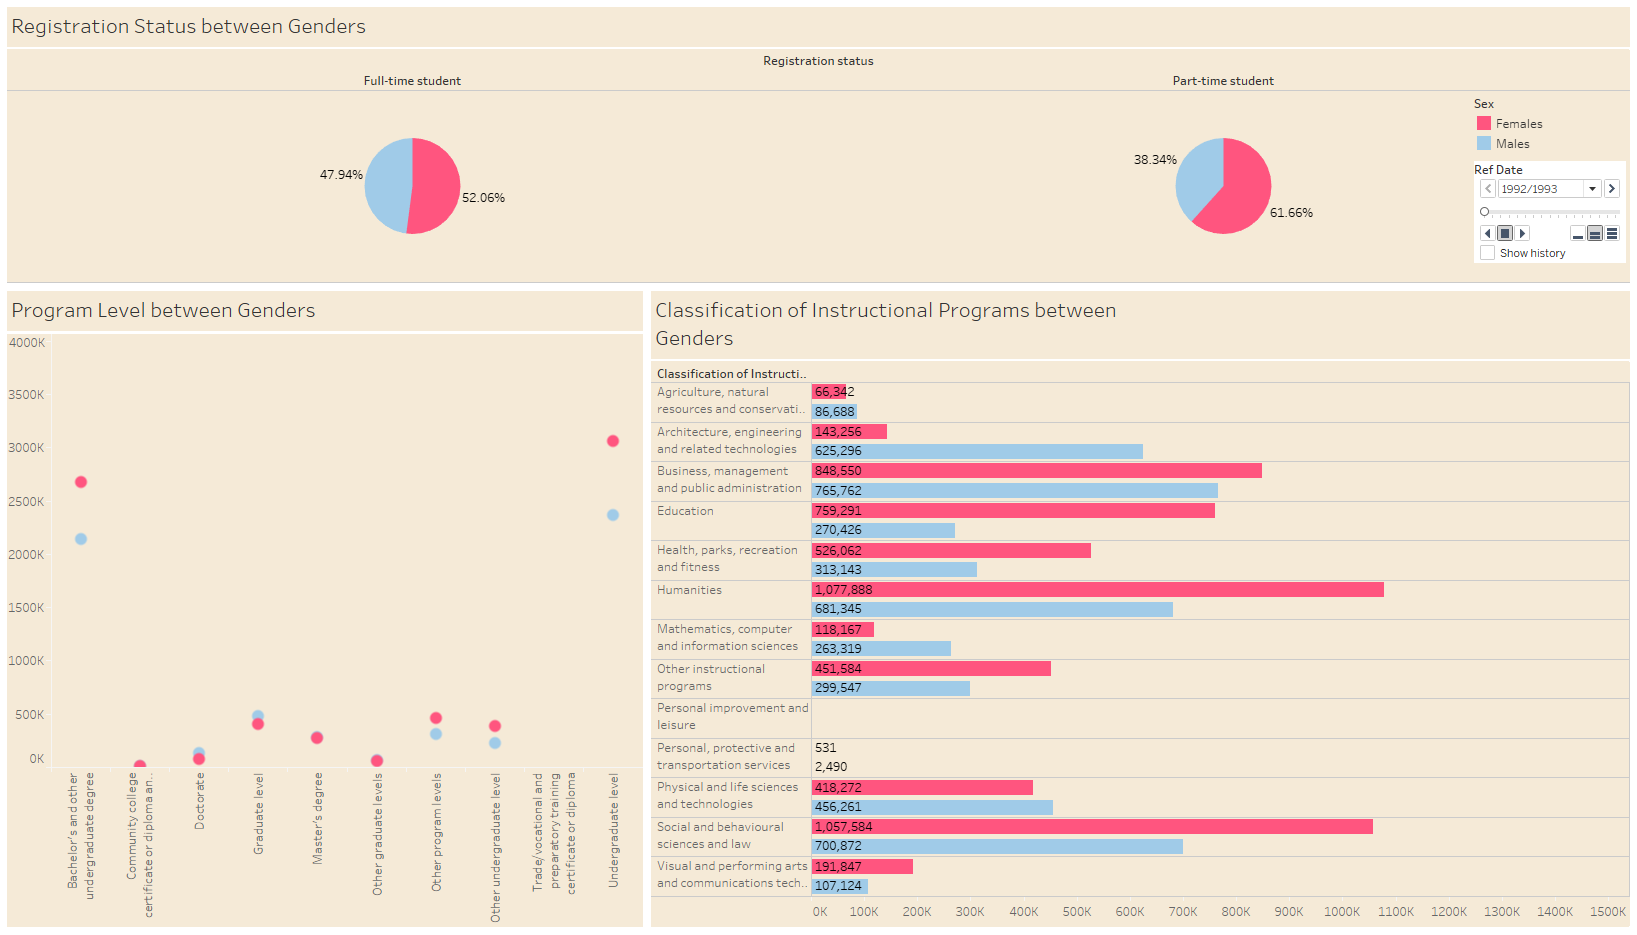 Registration Status between Genders
Registration status
Full-time student
Part-time student
47.94%
52.06%
38.34%
61.66%
Sex
Females
Males
Ref Date
1992/1993
Show history
Program Level between Genders
4000K
3500K
3000K
2500K
2000K
1500K
1000K
500K
0K
Bachelor's and other
undergraduate degree
Community college
certificate or diploma an..
Doctorate
Graduate level
Master's degree
Other graduate levels
Other program levels
Other undergraduate level
Trade/vocational and
preparatory training
certificate or diploma
Undergraduate level
Classification of Instructional Programs between
Genders
Classification of Instructi..
Agriculture, natural
resources and conservati..
66,342
86,688
Architecture, engineering
and related technologies
143,256
625,296
Business, management
and public administration
848,550
765,762
Education
759,291
270,426
Health, parks, recreation
and fitness
526,062
313,143
Humanities
1,077,888
681,345
Mathematics, computer
and information sciences
118,167
263,319
Other instructional
programs
451,584
299,547
Personal improvement and
leisure
Personal, protective and
transportation services
531
2,490
Physical and life sciences
and technologies
418,272
456,261
Social and behavioural
sciences and law
1,057,584
700,872
Visual and performing arts
and communications tech..
191,847
107,124
0K 100K 200K 300K 400K 500K 600K 700K 800K 900K 1000K 1100K 1200K 1300K 1400K 1500K